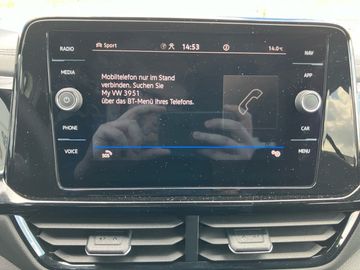 RADIO
MEDIA
PHONE
VOICE
Sport
14:53
14.0°C
Mobiltelefon nur im Stand
verbinden. Suchen Sie
My VW 3951
über das BT-Menü Ihres Telefons.
SOS
NAV
APP
CAR
MENU